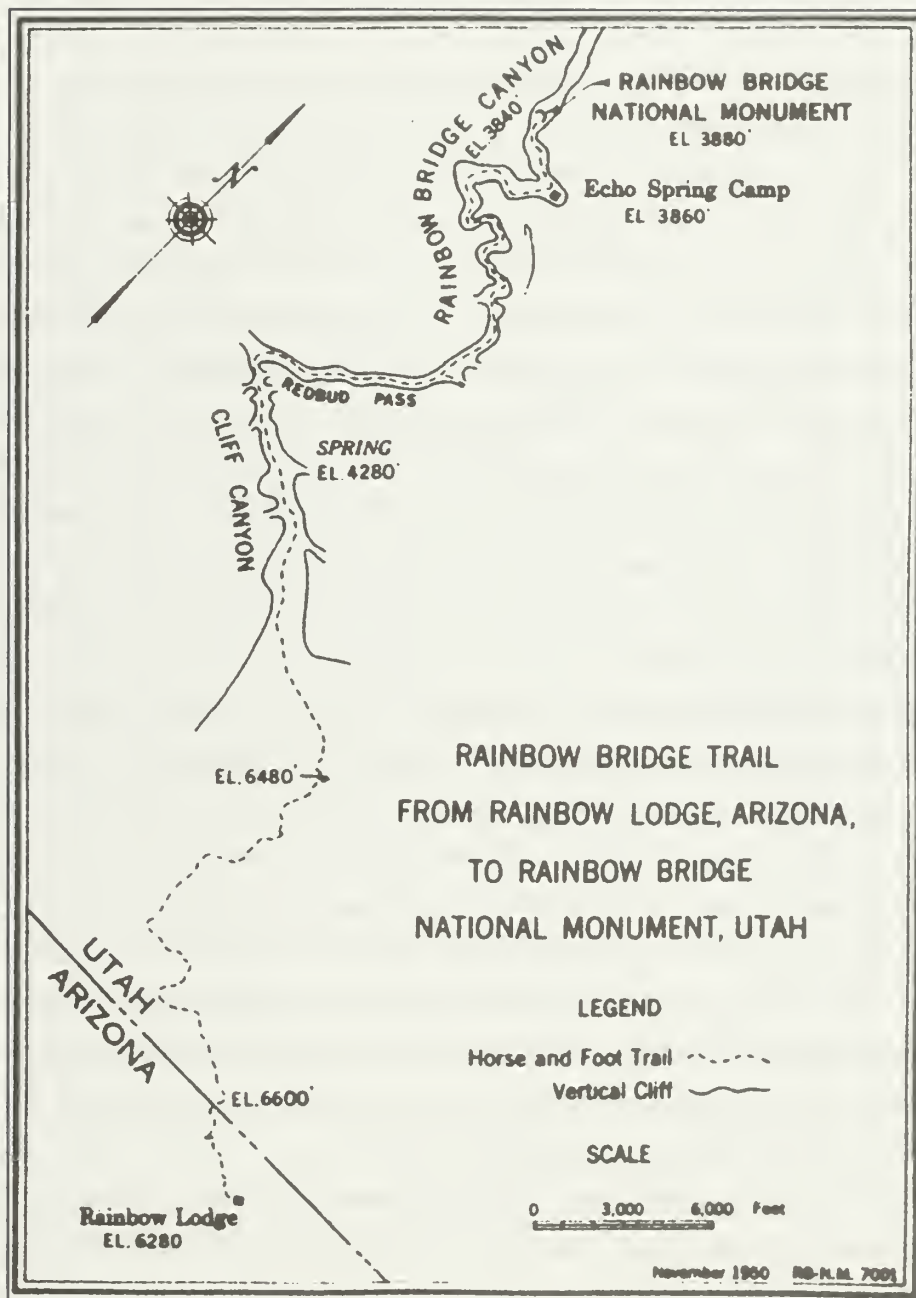 RAINBOW BRIDGE
NATIONAL MONUMENT
EL 3880'
RAINBOW BRIDGE CANYON
EL. 3840'
Echo Spring Camp
EL 3860'
N
REDBUD PASS
CLIFF CANYON
SPRING
EL. 4280'
EL. 6480'
RAINBOW BRIDGE TRAIL
FROM RAINBOW LODGE, ARIZONA,
TO RAINBOW BRIDGE
NATIONAL MONUMENT, UTAH
UTAH
ARIZONA
LEGEND
Horse and Foot Trail
Vertical Cliff
EL. 6600'
SCALE
0 3,000 6,000 Feet
Rainbow Lodge
EL. 6280
November 1960 RB-N.M. 7001